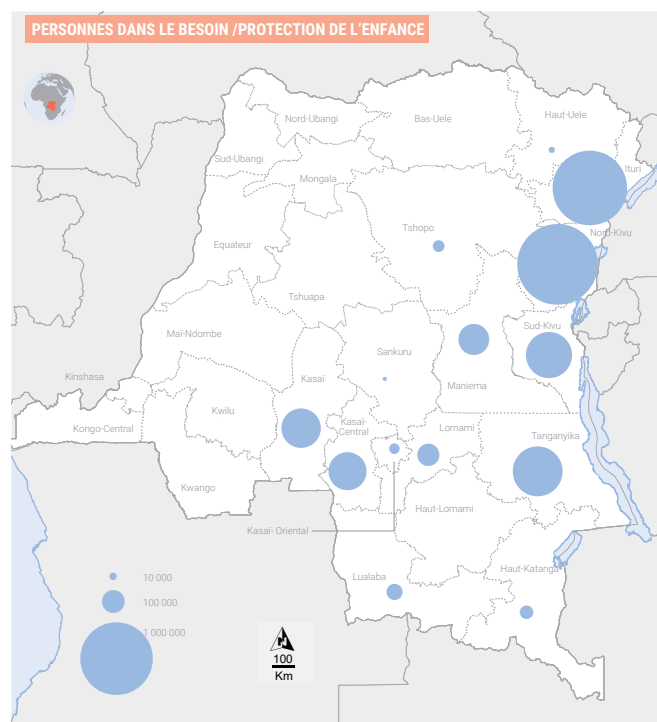 PERSONNES DANS LE BESOIN /PROTECTION DE L'ENFANCE
Nord-Ubangi
Bas-Uele
Haut-Uele
Sud-Ubangi
Ituri
Mongala
Tshopo
Nord-Kivu
Equateur
Tshuapa
Maï-Ndombe
Sud-Kivu
Sankuru
Kinshasa
Kasaï
Maniema
Kwilu
Kongo-Central
Kasaï-
Central
Lomami
Tanganyika
Kwango
Haut-Lomami
Kasaï- Oriental
Haut-Katanga
Lualaba
10 000
100 000
1 000 000
N
100
Km